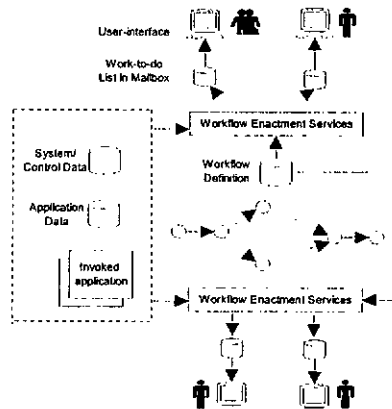 User-interface
Work-to-do
List In Mailbox
Workflow Enactment Services
System/
Control Data
Workflow
Definition
Application
Data
Invoked
application
Workflow Enactment Services